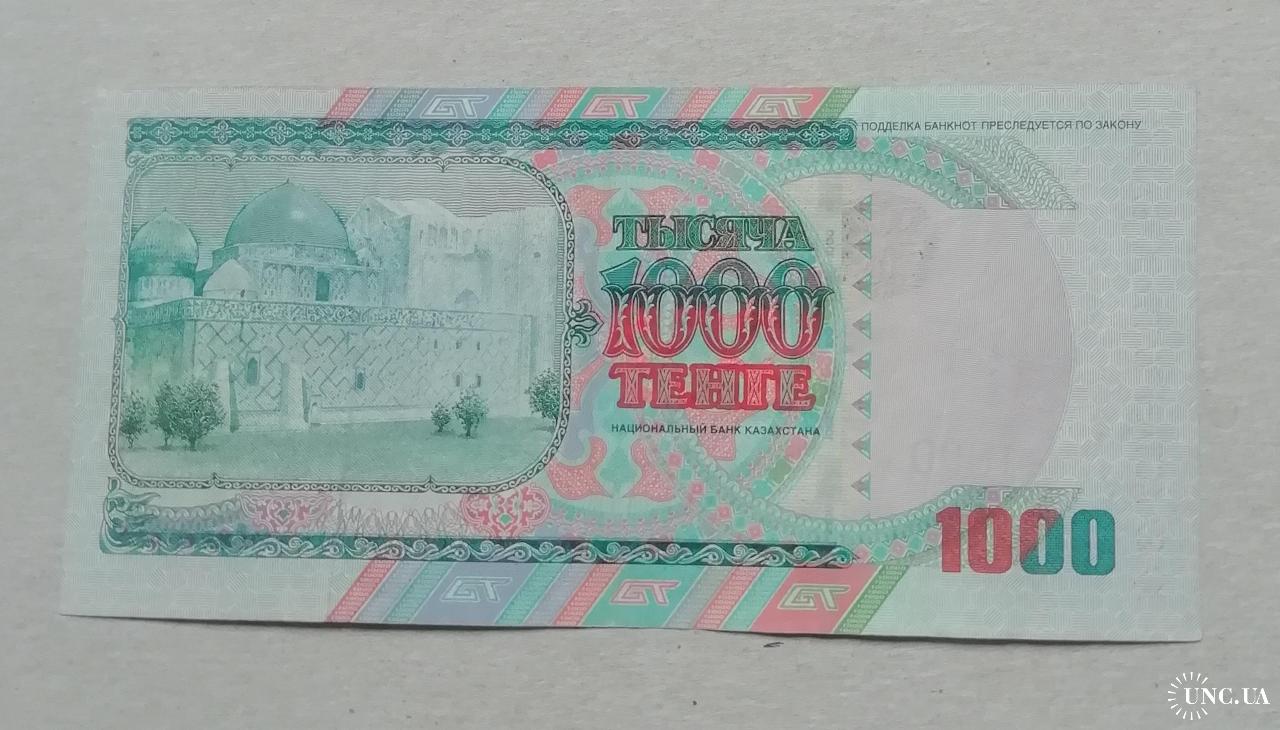 ПОДДЕЛКА БАНКНОТ ПРЕСЛЕДУЕТСЯ ПО ЗАКОНУ
ТЫСЯЧА
1000
ТЕНГЕ
НАЦИОНАЛЬНЫЙ БАНК КАЗАХСТАНА
1000
UNC.UA